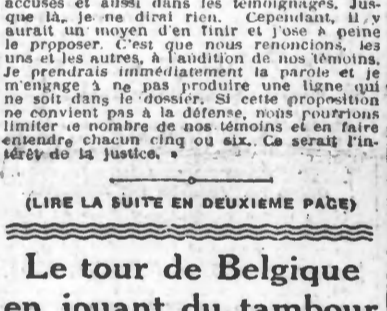 accusés et aussi dans les témoignages. Jus-
que là, je ne dirai rien. Cependant, il y
aurait un moyen d'en finir et j'ose à peine
le proposer. C'est que nous renoncions, les
uns et les autres, à l'audition de nos témoins.
Je prendrais immédiatement la parole et je
m'engage à ne pas produire une ligne qui
ne soit dans le dossier. Si cette proposition
ne convient pas à la défense, nous pourrions
limiter le nombre de nos témoins et en faire
entendre chacun cinq ou six. Ce serait l'in-
térêt de la justice. »
(LIRE LA SUITE EN DEUXIÈME PAGE)
Le tour de Belgique
en jouant du tambour